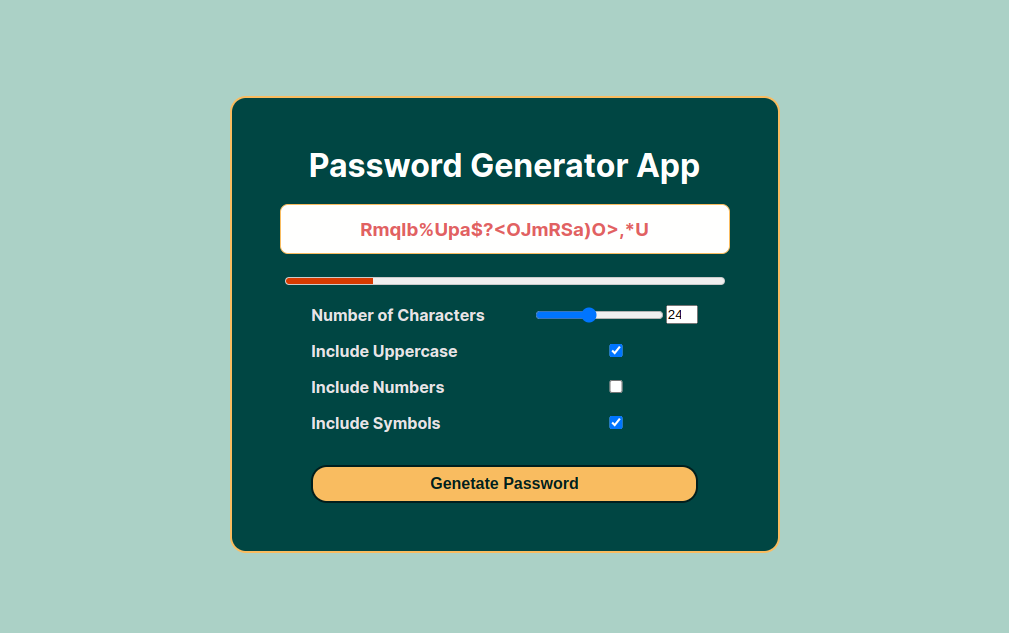 Password Generator App
Rmqlb%Upa$?<OJmRSa)O>,*U
Number of Characters 24
Include Uppercase
Include Numbers
Include Symbols
Genetate Password